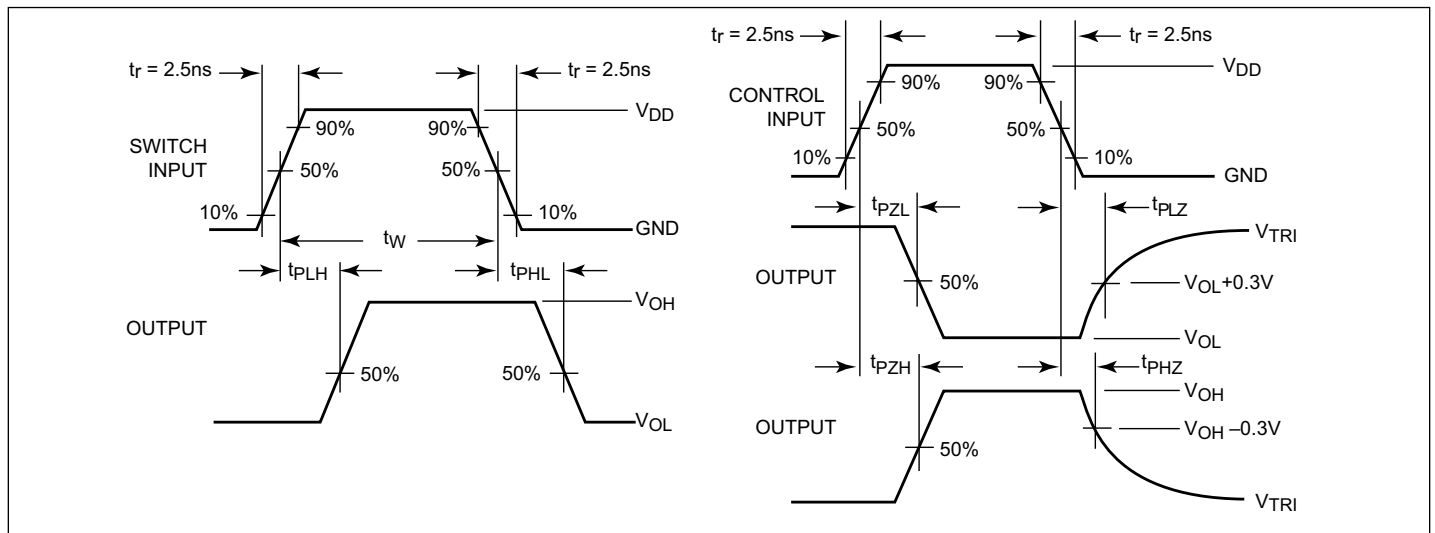 tr = 2.5ns
tr = 2.5ns
VDD
90%
90%
SWITCH
INPUT
50%
50%
10%
10%
GND
tW
tPLH
tPHL
VOH
OUTPUT
50%
50%
VOL
tr = 2.5ns
tr = 2.5ns
VDD
90%
90%
CONTROL
INPUT
50%
50%
10%
10%
GND
tPZL
tPLZ
VTRI
OUTPUT
50%
VOL+0.3V
VOL
tPZH
tPHZ
VOH
OUTPUT
VOH –0.3V
50%
VTRI